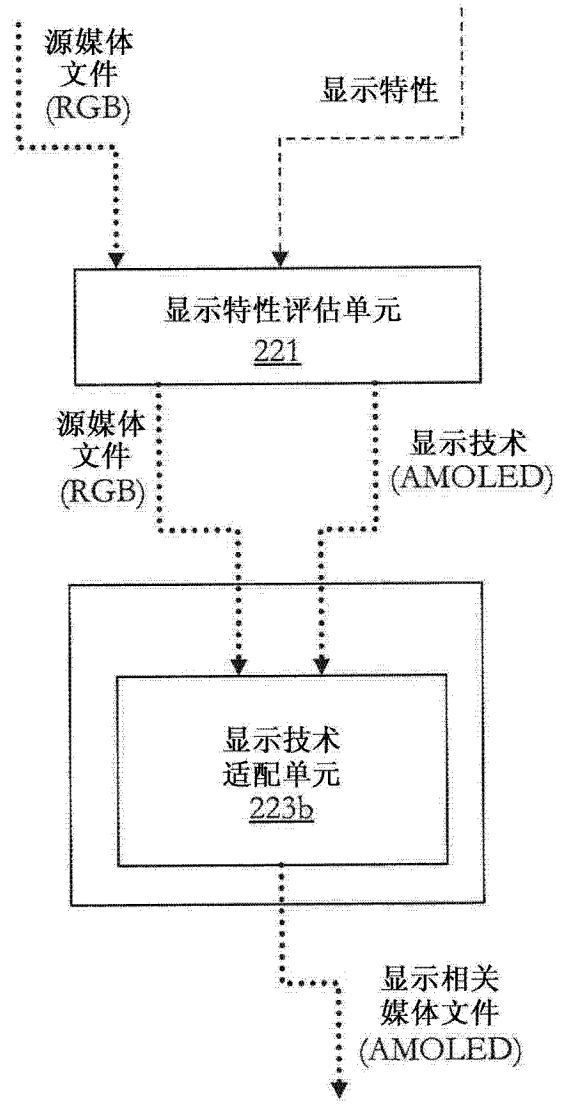 源媒体
文件
(RGB)
显示特性
显示特性评估单元
221
源媒体
文件
(RGB)
显示技术
(AMOLED)
显示技术
适配单元
223b
显示相关
媒体文件
(AMOLED)